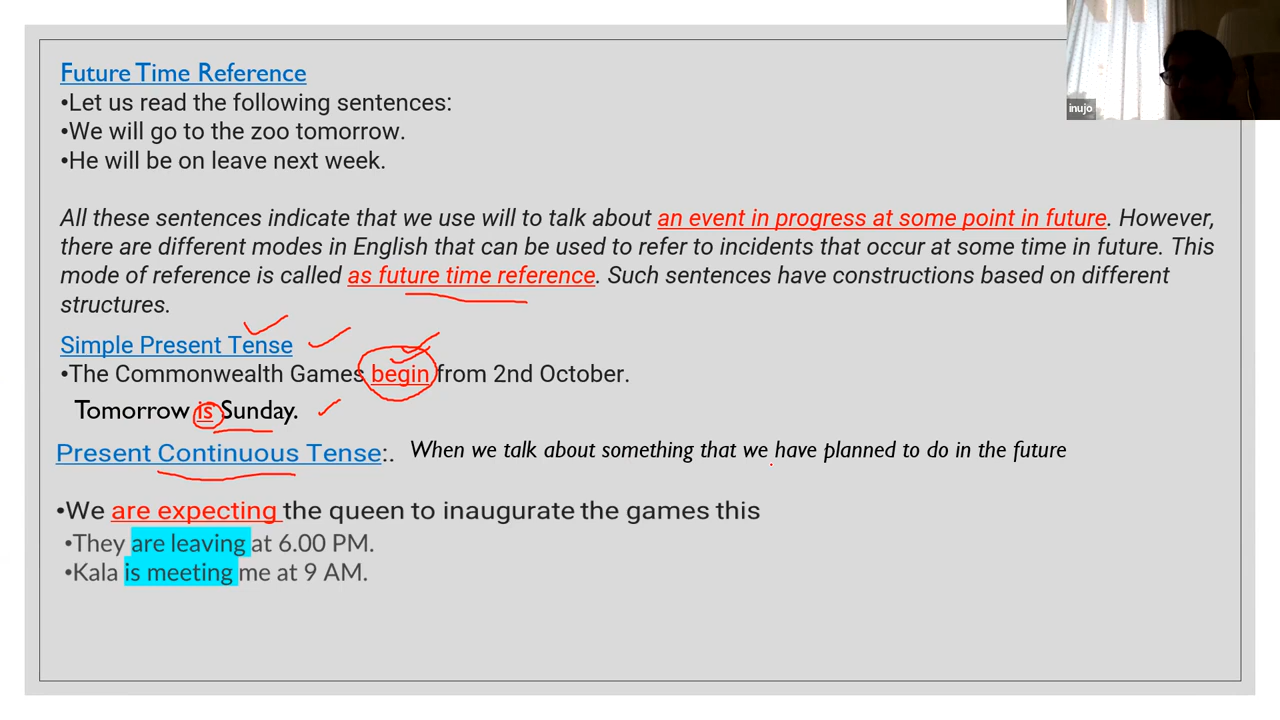 Future Time Reference
•Let us read the following sentences:
•We will go to the zoo tomorrow.
•He will be on leave next week.
inujo
All these sentences indicate that we use will to talk about an event in progress at some point in future. However,
there are different modes in English that can be used to refer to incidents that occur at some time in future. This
mode of reference is called as future time reference. Such sentences have constructions based on different
structures.
Simple Present Tense
•The Commonwealth Games begin from 2nd October.
Tomorrow is Sunday.
Present Continuous Tense:. When we talk about something that we have planned to do in the future
•We are expecting the queen to inaugurate the games this
•They are leaving at 6.00 PM.
•Kala is meeting me at 9 AM.